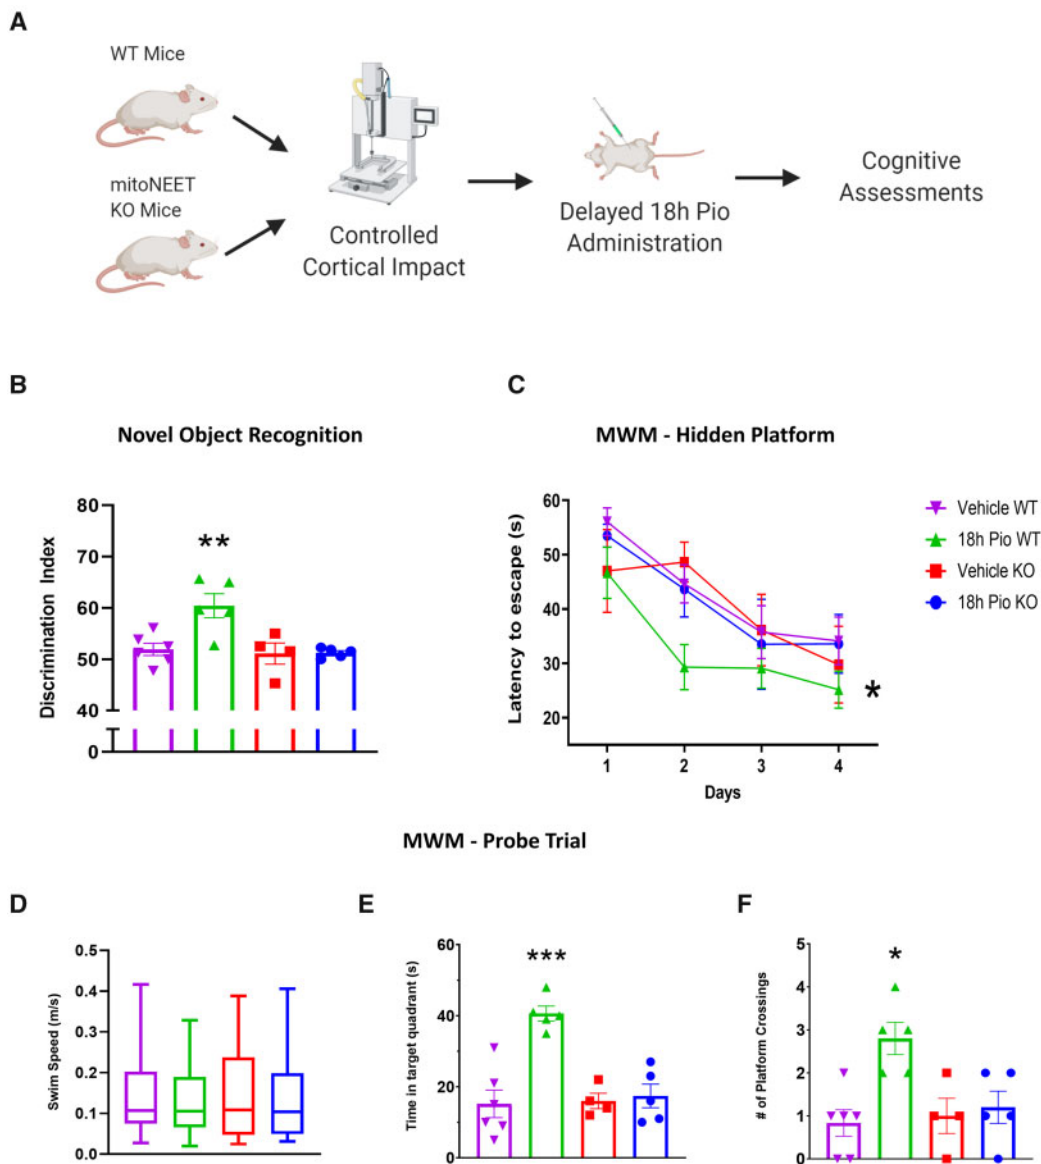 A
WT Mice
mitoNEET
KO Mice
Controlled
Cortical Impact
Delayed 18h Pio
Administration
Cognitive
Assessments
B
Novel Object Recognition
Discrimination Index
80
70
60
50
40
0
**
C
MWM - Hidden Platform
Latency to escape (s)
60
50
40
30
20
1 2 3 4
Days
*
Vehicle WT
18h Pio WT
Vehicle KO
18h Pio KO
MWM - Probe Trial
D
Swim Speed (m/s)
0.5
0.4
0.3
0.2
0.1
0.0
E
Time in target quadrant (s)
60
40
20
0
***
F
# of Platform Crossings
5
4
3
2
1
0
*